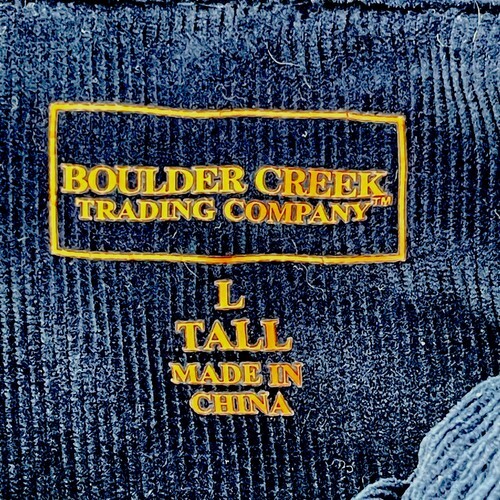 BOULDER CREEK
TRADING COMPANY™
L
TALL
MADE IN
CHINA